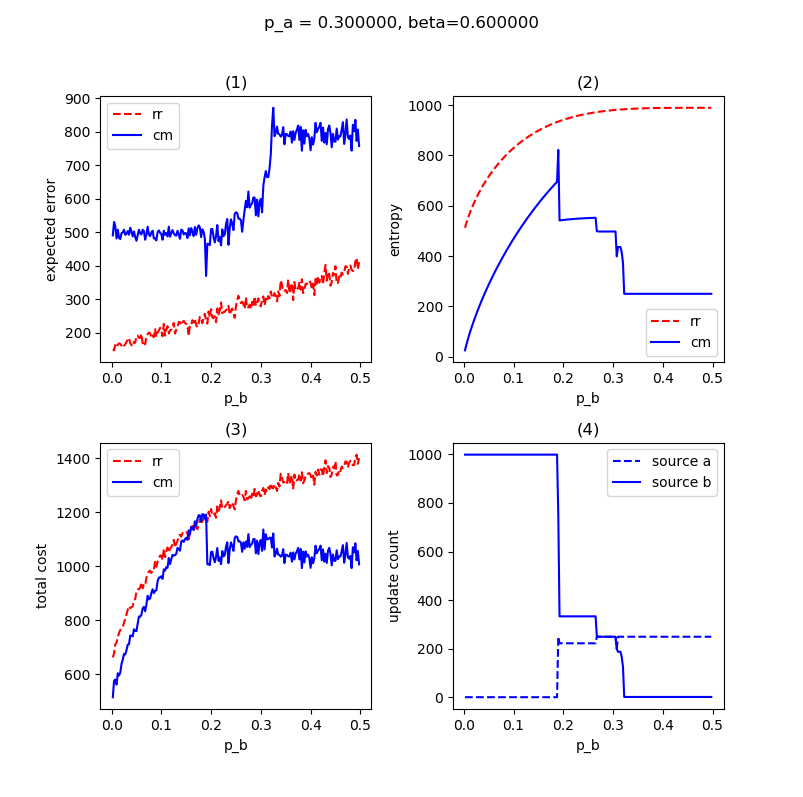 p_a = 0.300000, beta=0.600000
(1)
expected error
900
800
700
600
500
400
300
200
rr
cm
0.0 0.1 0.2 0.3 0.4 0.5
p_b
(2)
entropy
1000
800
600
400
200
0
rr
cm
0.0 0.1 0.2 0.3 0.4 0.5
p_b
(3)
total cost
1400
1200
1000
800
600
rr
cm
0.0 0.1 0.2 0.3 0.4 0.5
p_b
(4)
update count
1000
800
600
400
200
0
source a
source b
0.0 0.1 0.2 0.3 0.4 0.5
p_b